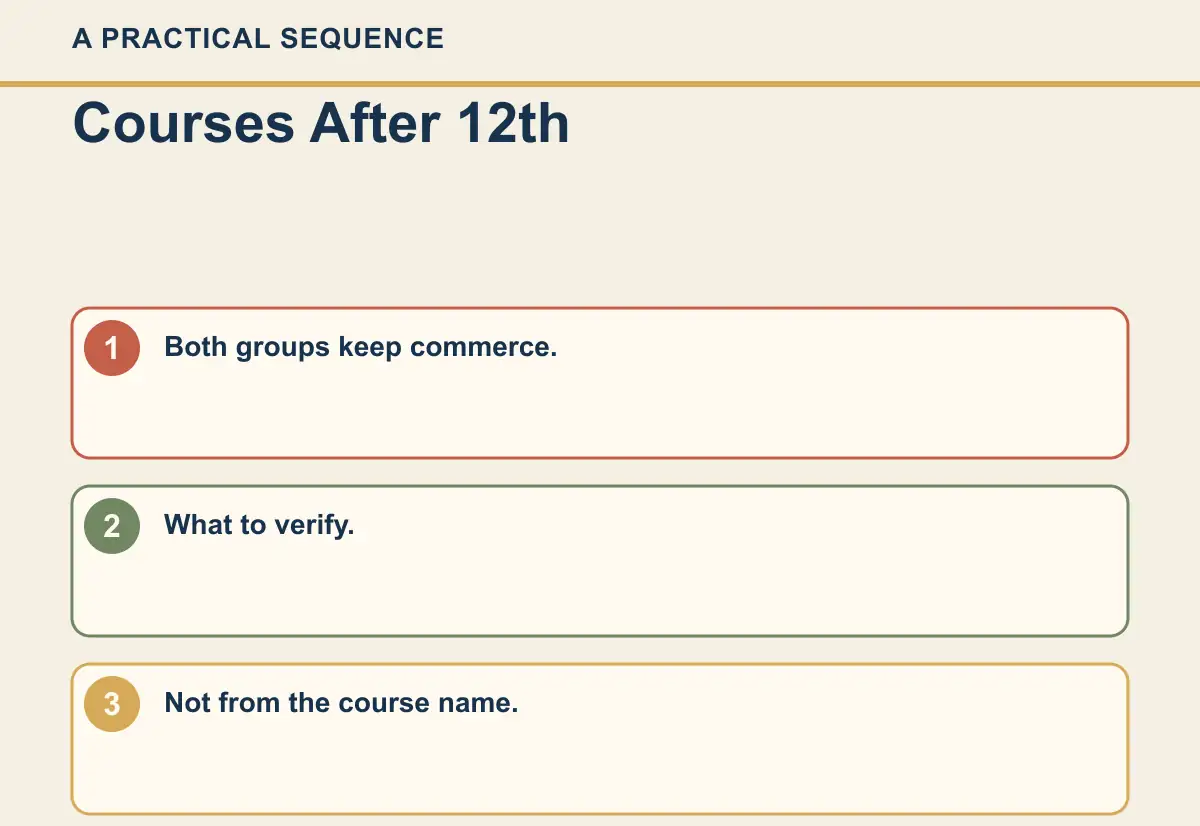 A PRACTICAL SEQUENCE
Courses After 12th
1
Both groups keep commerce.
2
What to verify.
3
Not from the course name.